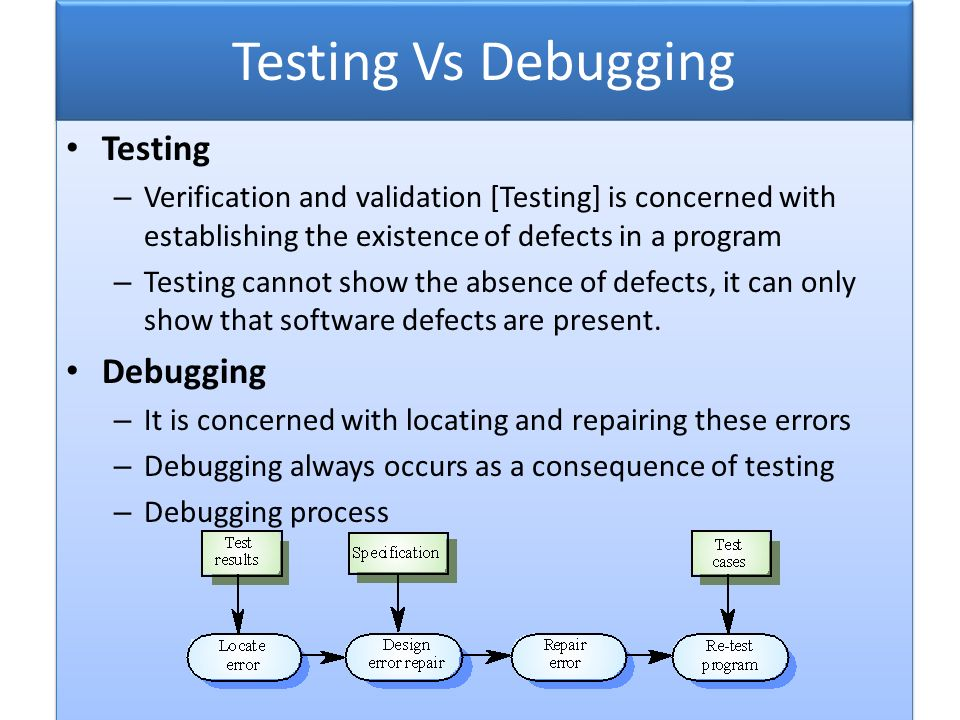 Testing Vs Debugging
• Testing
– Verification and validation [Testing] is concerned with
establishing the existence of defects in a program
– Testing cannot show the absence of defects, it can only
show that software defects are present.
• Debugging
– It is concerned with locating and repairing these errors
– Debugging always occurs as a consequence of testing
– Debugging process
Test
results
Specification
Test
cases
Locate
error
Design
error repair
Repair
error
Re-test
program